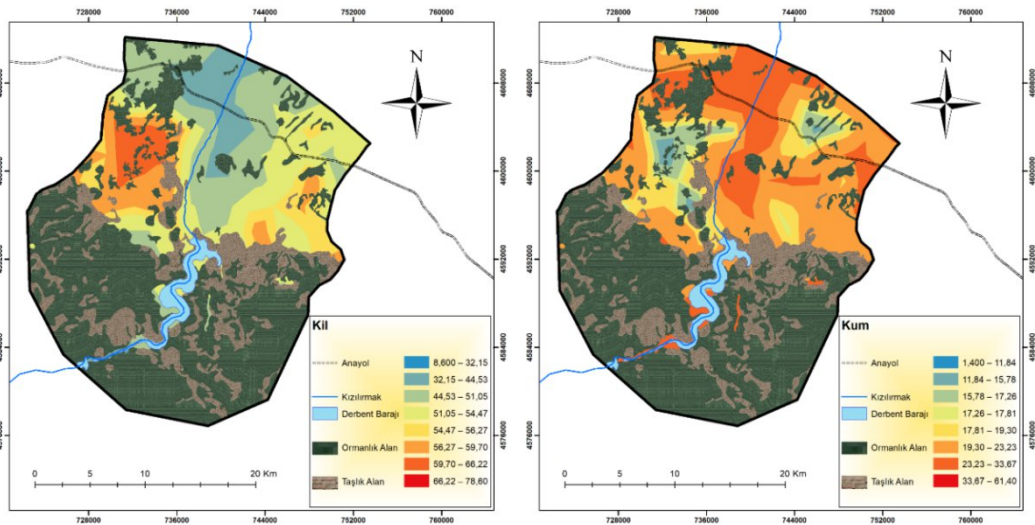 728000 736000 744000 752000 760000
N
4608000
4600000
4592000
4584000
4576000
Kil
Anayol
Kızılırmak
Derbent Barajı
Ormanlık Alan
Taşlık Alan
8,600 – 32,15
32,15 – 44,53
44,53 – 51,05
51,05 – 54,47
54,47 – 56,27
56,27 – 59,70
59,70 – 66,22
66,22 – 78,60
0 5 10 20 Km
728000 736000 744000 752000 760000
728000 736000 744000 752000 760000
N
4608000
4600000
4592000
4584000
4576000
Kum
Anayol
Kızılırmak
Derbent Barajı
Ormanlık Alan
Taşlık Alan
1,400 – 11,84
11,84 – 15,78
15,78 – 17,26
17,26 – 17,81
17,81 – 19,30
19,30 – 23,23
23,23 – 33,67
33,67 – 61,40
0 5 10 20 Km
728000 736000 744000 752000 760000